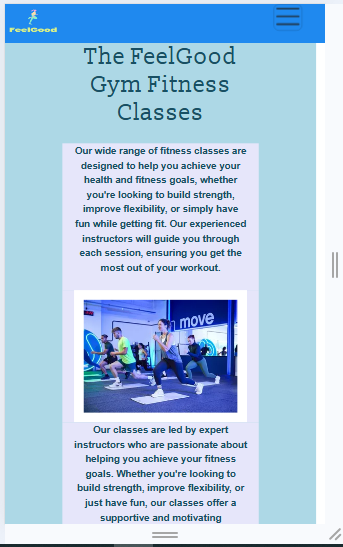 FeelGood
The FeelGood
Gym Fitness
Classes
Our wide range of fitness classes are
designed to help you achieve your
health and fitness goals, whether
you're looking to build strength,
improve flexibility, or simply have
fun while getting fit. Our experienced
instructors will guide you through
each session, ensuring you get the
most out of your workout.
move
Our classes are led by expert
instructors who are passionate about
helping you achieve your fitness
goals. Whether you're looking to
build strength, improve flexibility, or
just have fun, our classes offer a
supportive and motivating